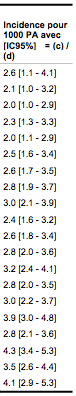 Incidence pour
1000 PA avec
[IC95%] = (c) /
(d)
2.6 [1.1 - 4.1]
2.1 [1.0 - 3.2]
2.0 [1.0 - 2.9]
2.3 [1.3 - 3.3]
2.0 [1.1 - 2.9]
2.5 [1.6 - 3.4]
2.6 [1.7 - 3.5]
2.8 [1.9 - 3.7]
3.0 [2.1 - 3.9]
2.4 [1.6 - 3.2]
2.6 [1.8 - 3.4]
2.8 [2.0 - 3.6]
3.2 [2.4 - 4.1]
2.8 [2.0 - 3.5]
3.0 [2.2 - 3.7]
3.9 [3.0 - 4.8]
2.8 [2.1 - 3.6]
4.3 [3.4 - 5.3]
3.5 [2.6 - 4.4]
4.1 [2.9 - 5.3]